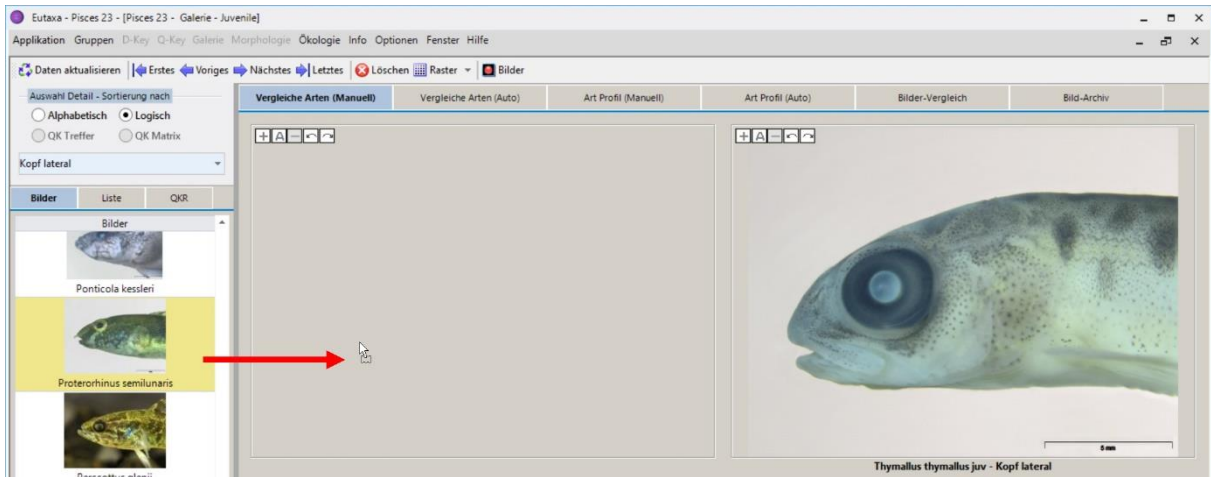 Eutaxa - Pisces 23 - [Pisces 23 - Galerie - Juvenile]
Applikation Gruppen D-Key Q-Key Galerie Morphologie Ökologie Info Optionen Fenster Hilfe
Daten aktualisieren Erstes Voriges Nächstes Letztes Löschen Raster Bilder
Auswahl Detail - Sortierung nach
Alphabetisch Logisch
QK Treffer QK Matrix
Kopf lateral
Bilder Liste QKR
Vergleiche Arten (Manuell) Vergleiche Arten (Auto) Art Profil (Manuell) Art Profil (Auto) Bilder-Vergleich Bild-Archiv
A
A
Bilder
Ponticola kessleri
Proterorhinus semilunaris
5 mm
Thymallus thymallus juv - Kopf lateral